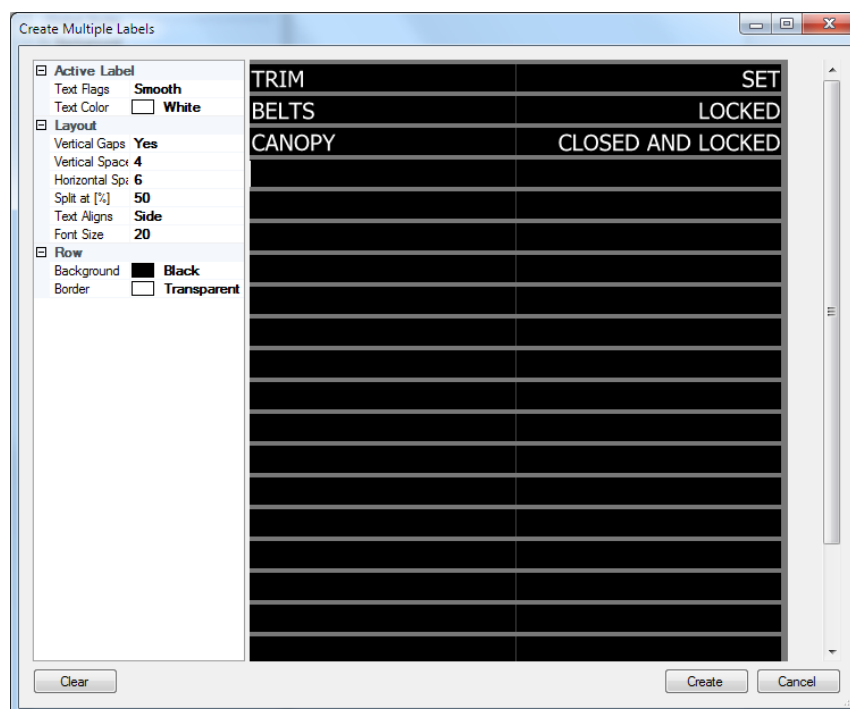 Create Multiple Labels
Active Label
Text Flags Smooth
Text Color White
Layout
Vertical Gaps Yes
Vertical Space 4
Horizontal Spa 6
Split at [%] 50
Text Aligns Side
Font Size 20
Row
Background Black
Border Transparent
TRIM SET
BELTS LOCKED
CANOPY CLOSED AND LOCKED
Clear Create Cancel